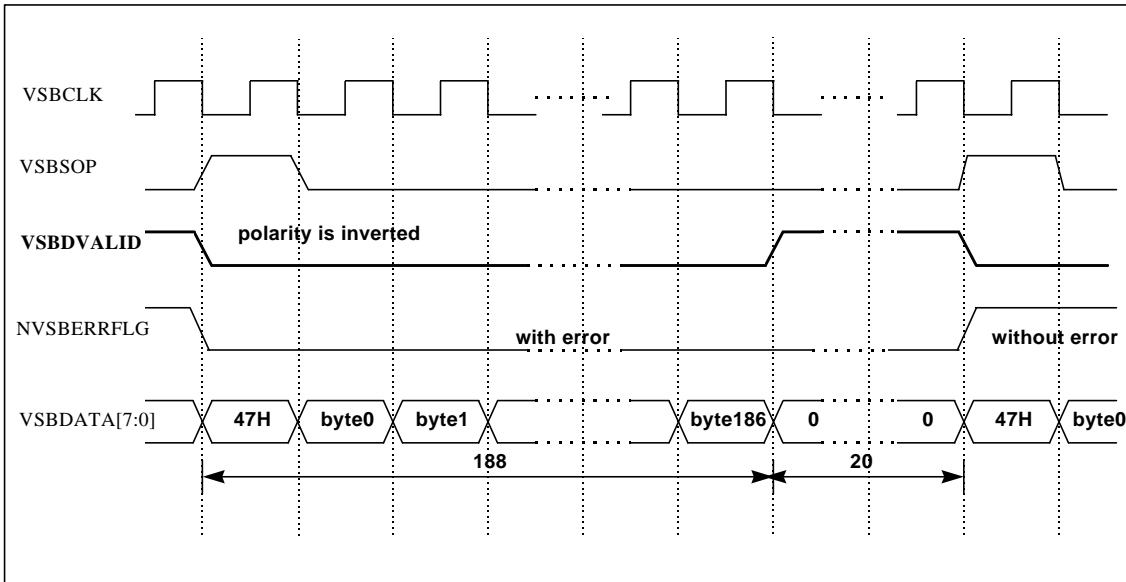 VSBCLK
VSBSOP
VSBDVALID
polarity is inverted
NVSBERRFLG
with error
without error
VSBDATA[7:0]
47H
byte0
byte1
byte186
0
0
47H
byte0
188
20